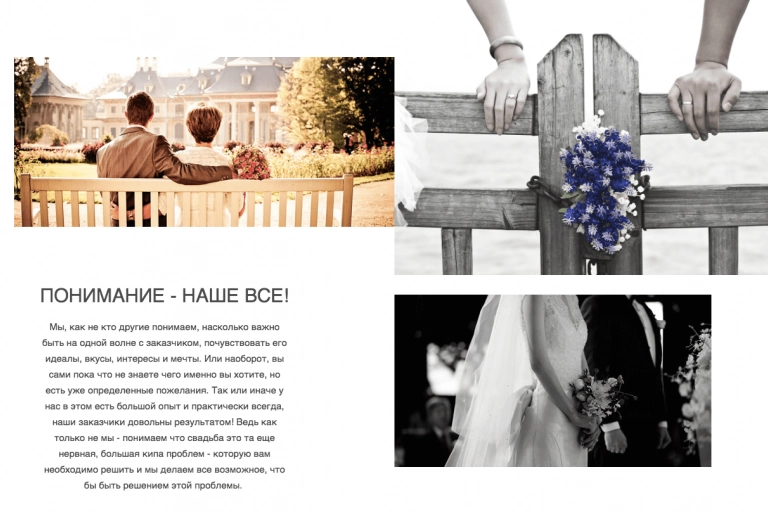 ПОНИМАНИЕ - НАШЕ ВСЕ!
Мы, как не кто другие понимаем, насколько важно
быть на одной волне с заказчиком, почувствовать его
идеалы, вкусы, интересы и мечты. Или наоборот, вы
сами пока что не знаете чего именно вы хотите, но
есть уже определенные пожелания. Так или иначе у
нас в этом есть большой опыт и практически всегда,
наши заказчики довольны результатом! Ведь как
только не мы - понимаем что свадьба это та еще
нервная, большая кипа проблем - которую вам
необходимо решить и мы делаем все возможное, что
бы быть решением этой проблемы.